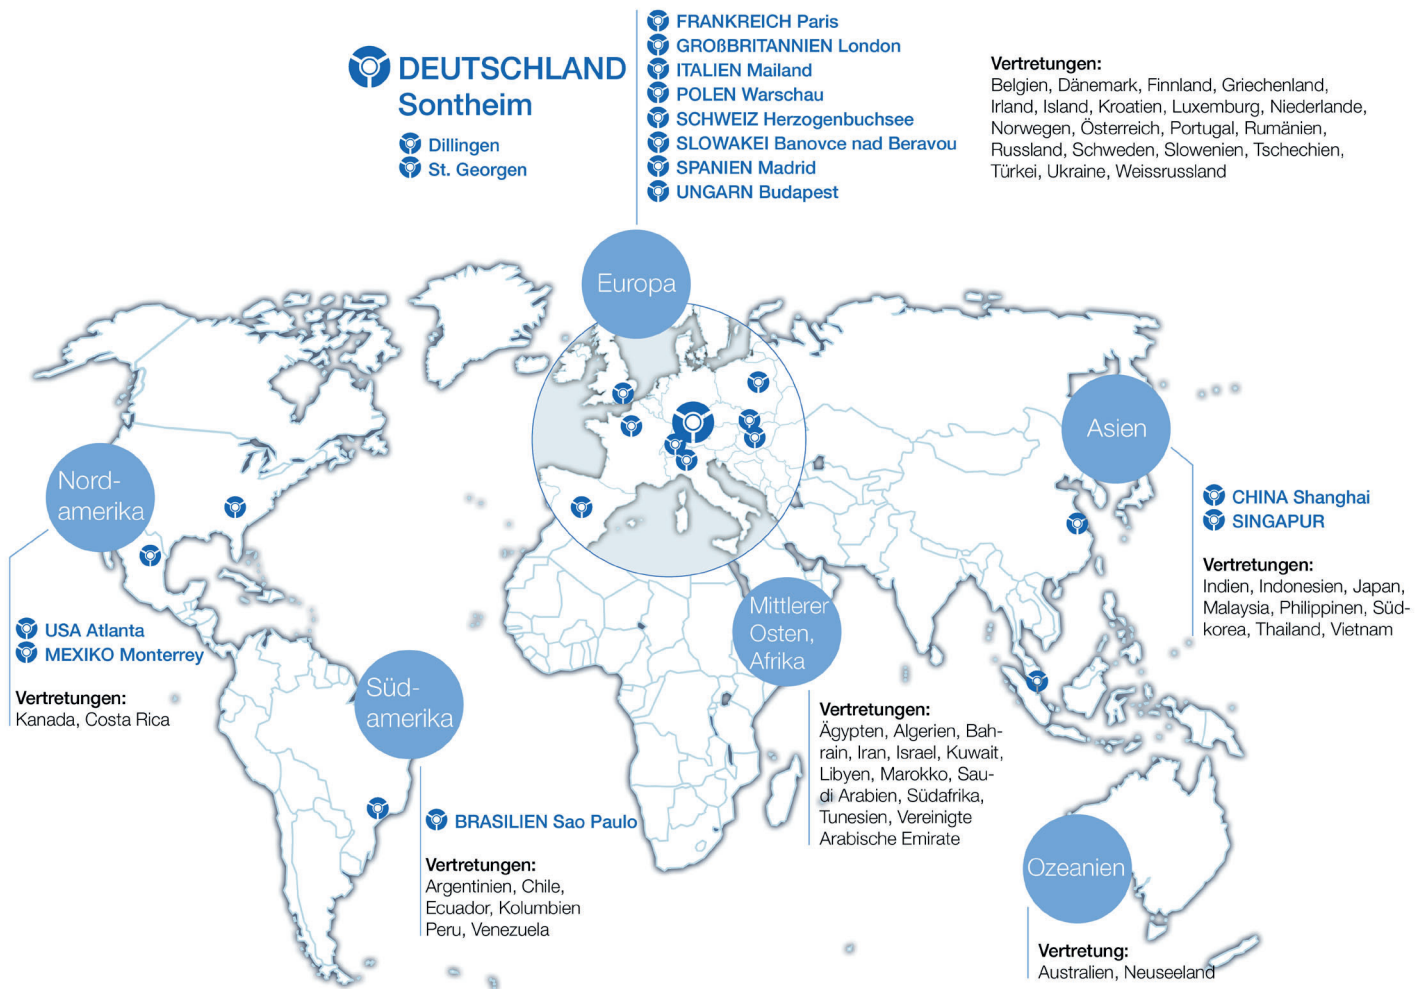 DEUTSCHLAND
Sontheim
Dillingen
St. Georgen
FRANKREICH Paris
GROßBRITANNIEN London
ITALIEN Mailand
POLEN Warschau
SCHWEIZ Herzogenbuchsee
SLOWAKEI Banovce nad Beravou
SPANIEN Madrid
UNGARN Budapest
Vertretungen:
Belgien, Dänemark, Finnland, Griechenland,
Irland, Island, Kroatien, Luxemburg, Niederlande,
Norwegen, Österreich, Portugal, Rumänien,
Russland, Schweden, Slowenien, Tschechien,
Türkei, Ukraine, Weissrussland
Europa
Nord-
amerika
USA Atlanta
MEXIKO Monterrey
Vertretungen:
Kanada, Costa Rica
Süd-
amerika
BRASILIEN Sao Paulo
Vertretungen:
Argentinien, Chile,
Ecuador, Kolumbien
Peru, Venezuela
Mittlerer
Osten,
Afrika
Vertretungen:
Ägypten, Algerien, Bah-
rain, Iran, Israel, Kuwait,
Libyen, Marokko, Sau-
di Arabien, Südafrika,
Tunesien, Vereinigte
Arabische Emirate
Asien
CHINA Shanghai
SINGAPUR
Vertretungen:
Indien, Indonesien, Japan,
Malaysia, Philippinen, Süd-
korea, Thailand, Vietnam
Ozeanien
Vertretung:
Australien, Neuseeland